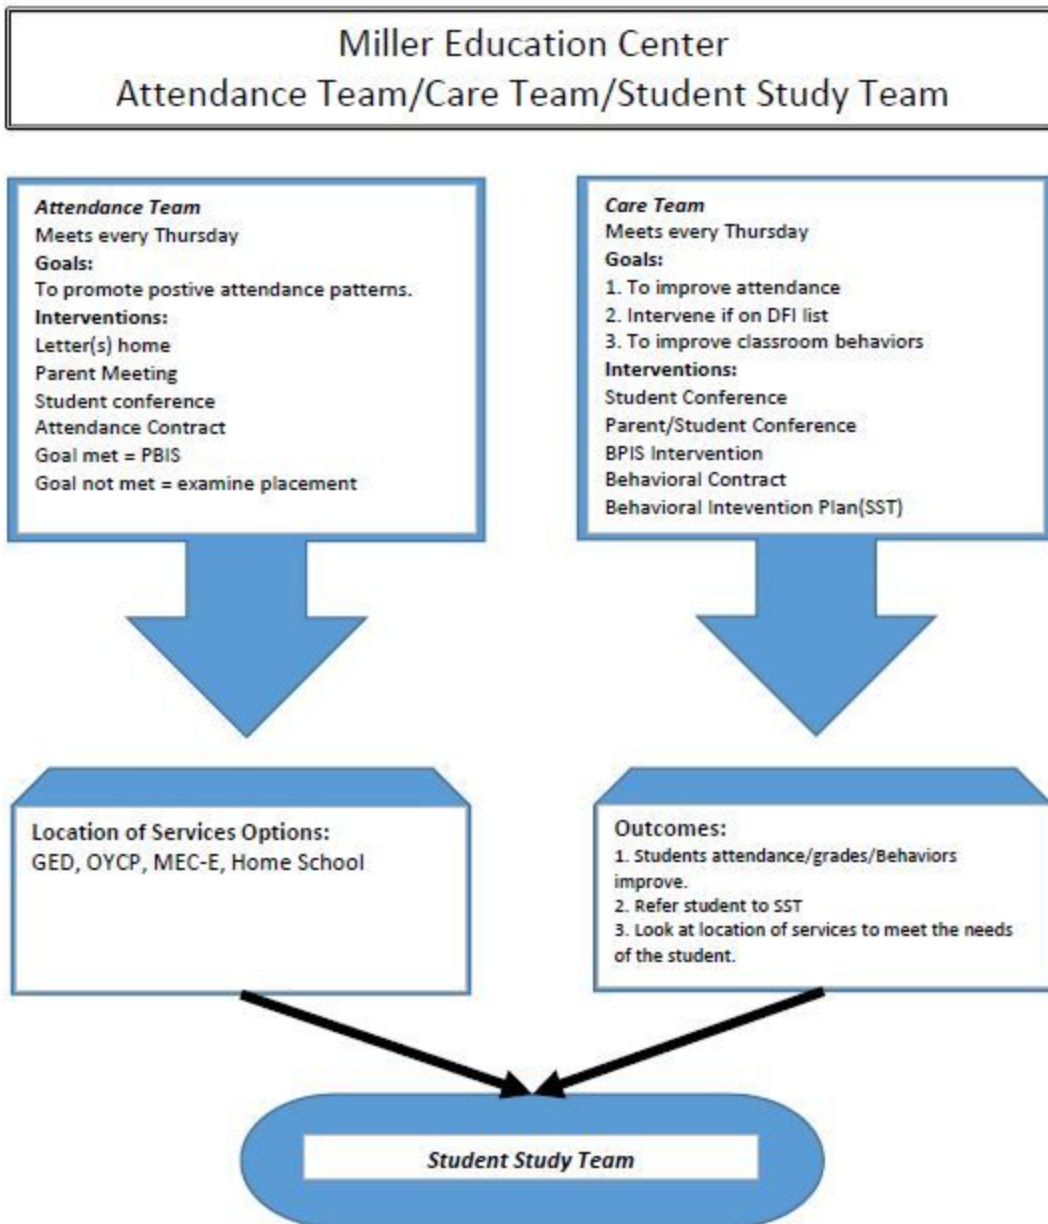 Miller Education Center
Attendance Team/Care Team/Student Study Team
Attendance Team
Meets every Thursday
Goals:
To promote postive attendance patterns.
Interventions:
Letter(s) home
Parent Meeting
Student conference
Attendance Contract
Goal met = PBIS
Goal not met = examine placement
Care Team
Meets every Thursday
Goals:
1. To improve attendance
2. Intervene if on DFI list
3. To improve classroom behaviors
Interventions:
Student Conference
Parent/Student Conference
BPIS Intervention
Behavioral Contract
Behavioral Intevention Plan(SST)
Location of Services Options:
GED, OYCP, MEC-E, Home School
Outcomes:
1. Students attendance/grades/Behaviors
improve.
2. Refer student to SST
3. Look at location of services to meet the needs
of the student.
Student Study Team